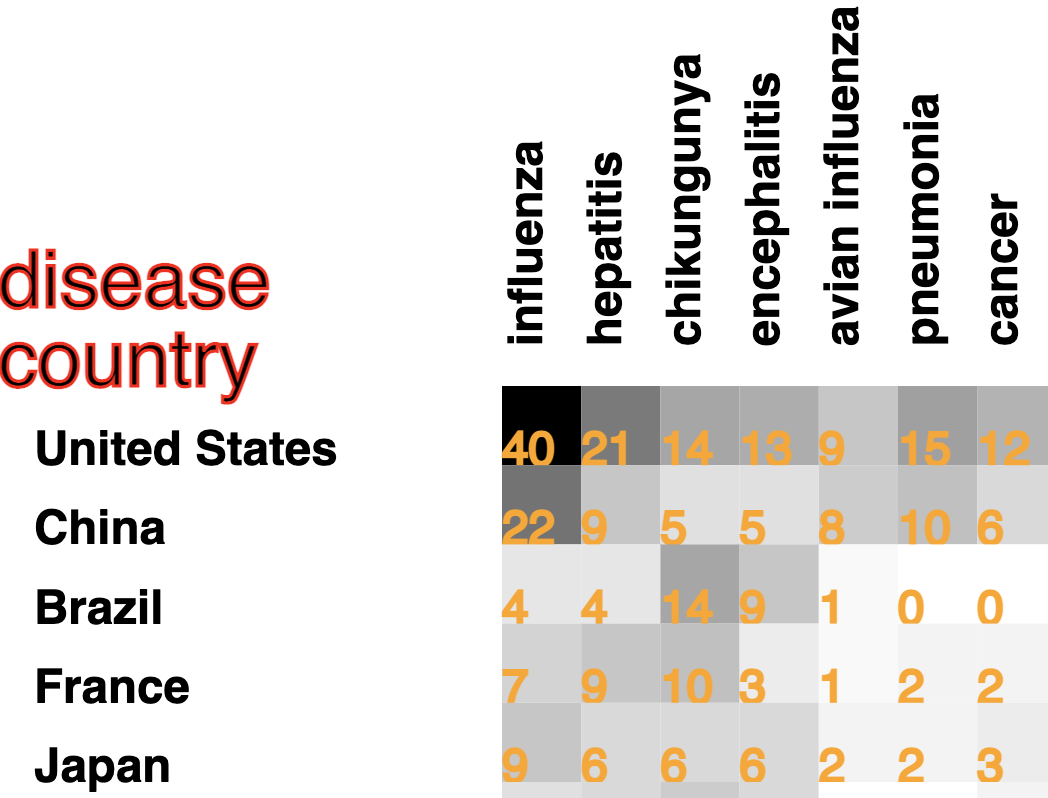 influenza hepatitis chikungunya encephalitis avian influenza pneumonia cancer
disease
country
United States 40 21 14 13 9 15 12
China 22 9 5 5 8 10 6
Brazil 4 4 14 9 1 0 0
France 7 9 10 3 1 2 2
Japan 9 6 6 6 2 2 3